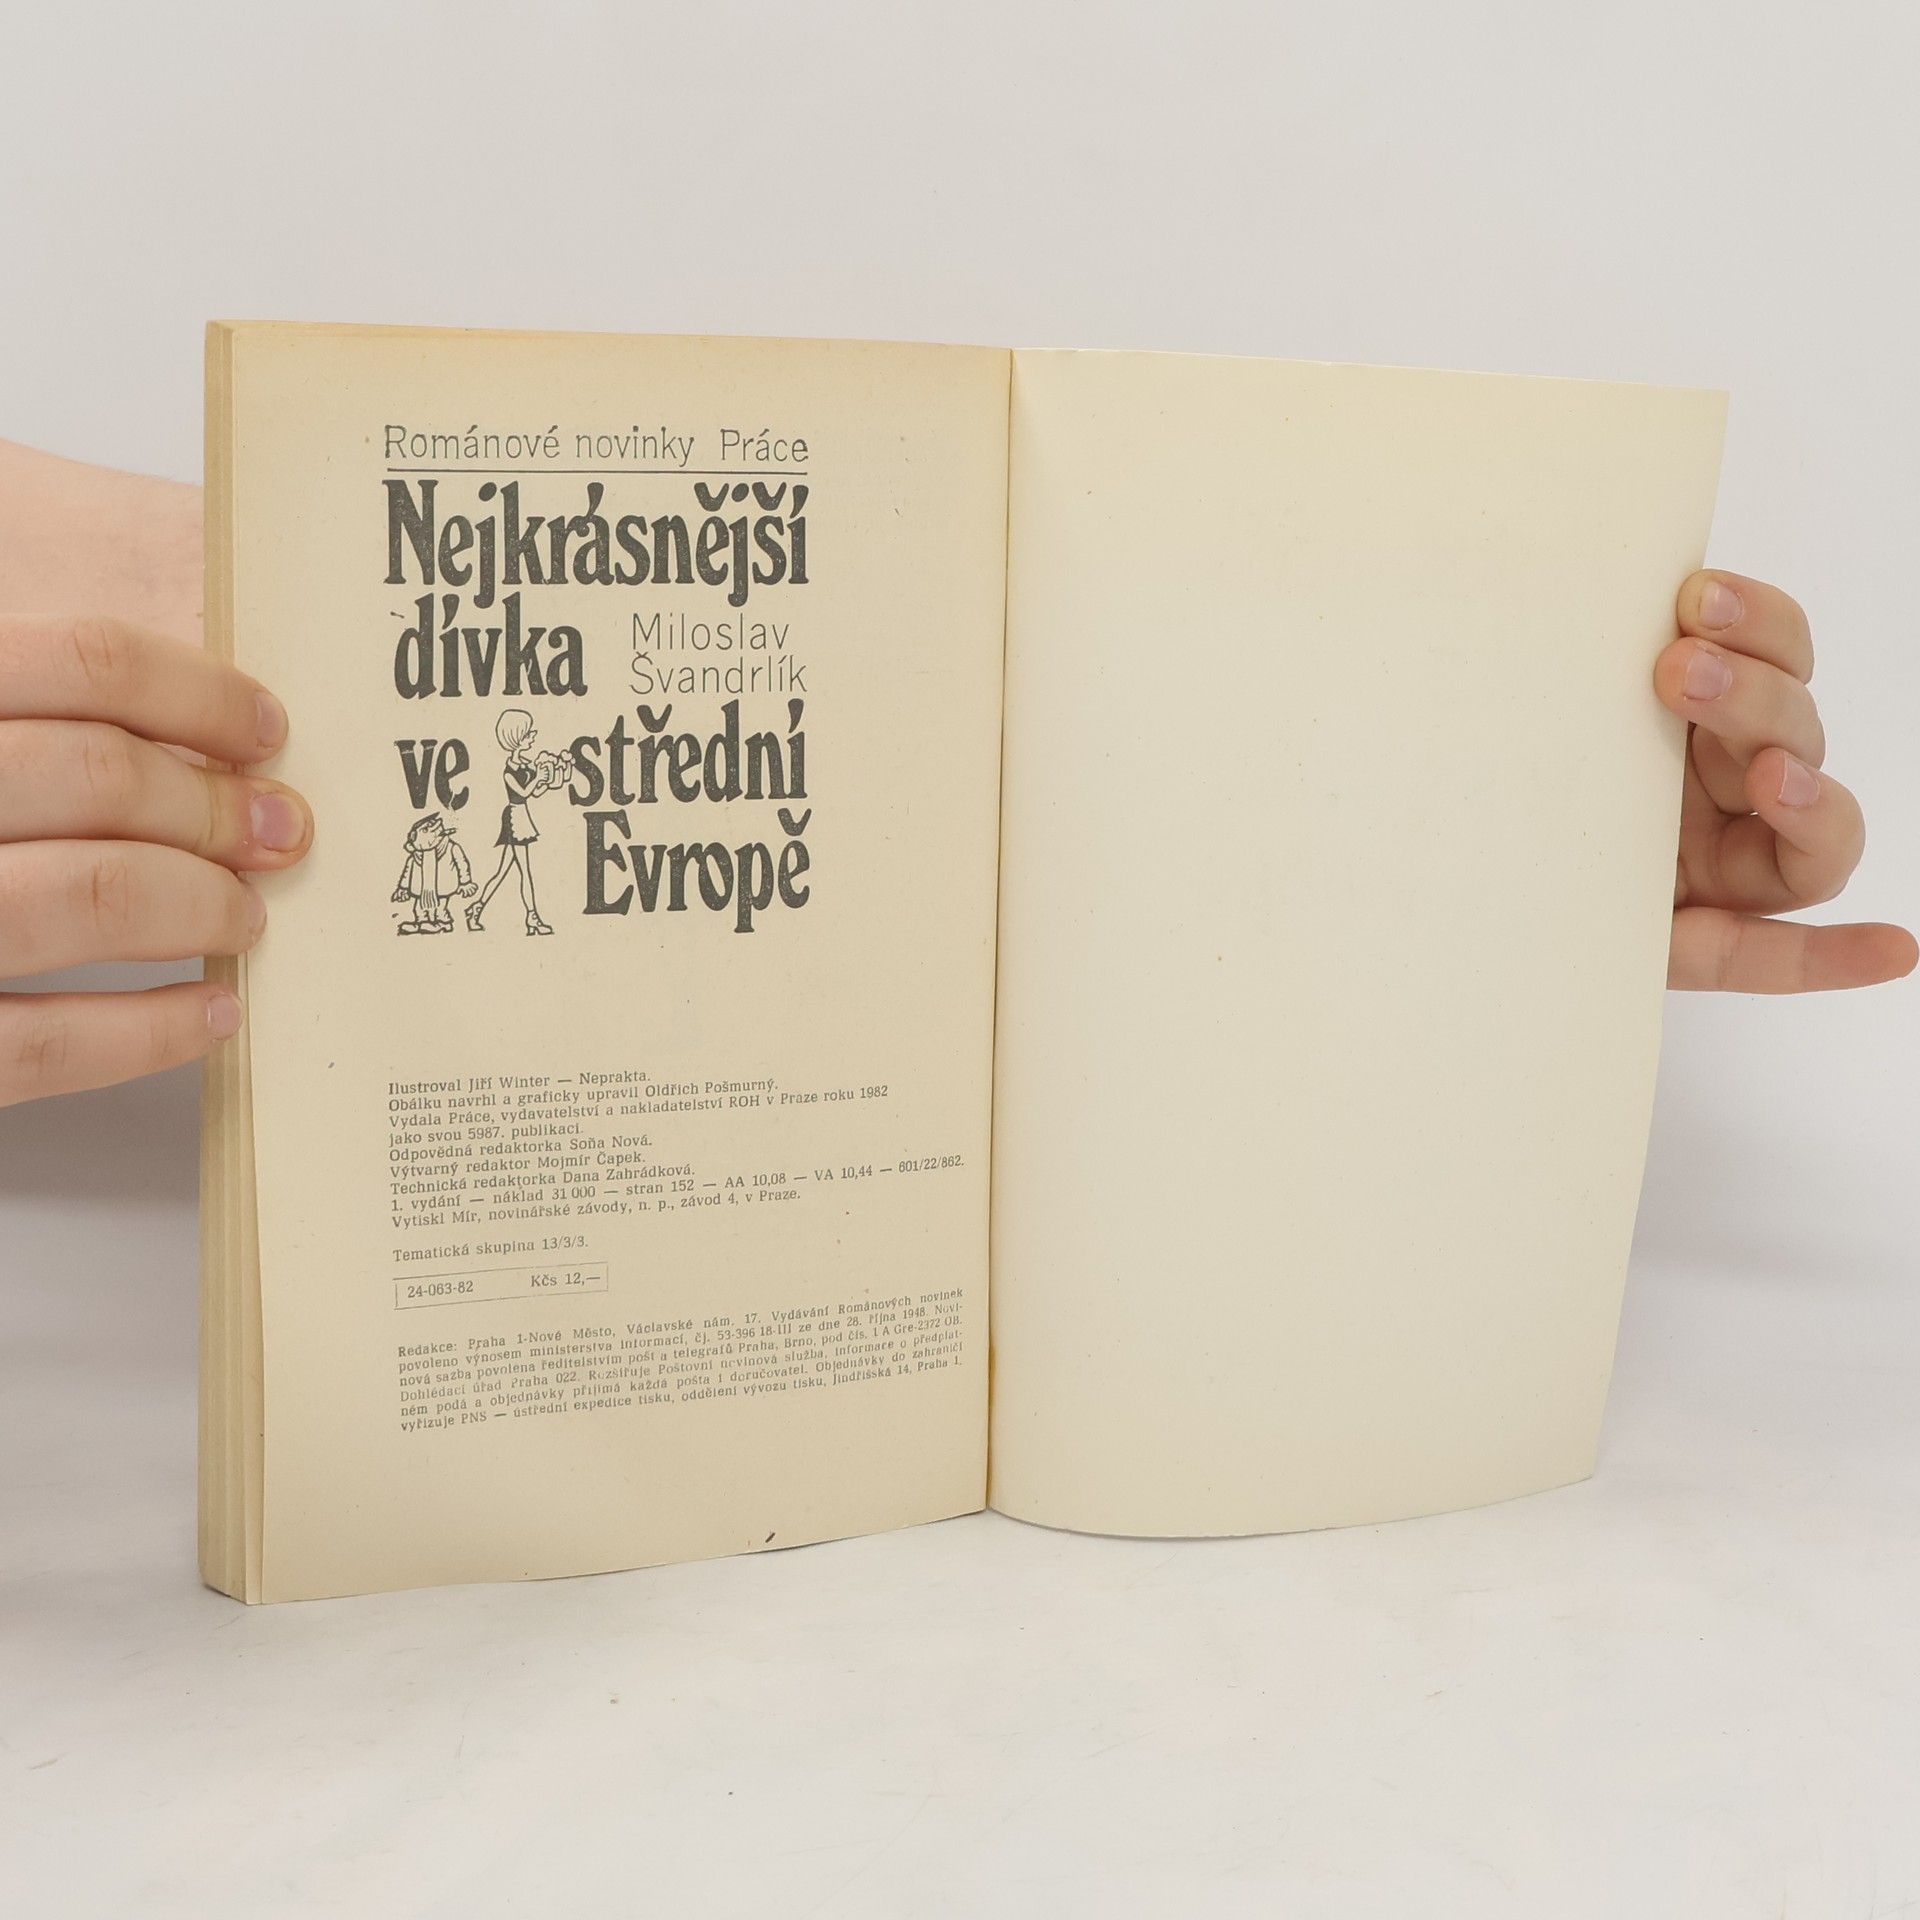 Románové novinky Práce
Nejkrásnější
dívka
Miloslav
Švandrlík
ve střední
Evropě
Ilustroval Jiří Winter — Neprakta.
Obálku navrhl a graficky upravil Oldřich Pošmurný.
Vydala Práce, vydavatelství a nakladatelství ROH v Praze roku 1982
jako svou 5987. publikaci.
Odpovědná redaktorka Soňa Nová.
Výtvarný redaktor Mojmír Čapek.
Technická redaktorka Dana Zahrádková.
1. vydání — náklad 31 000 — stran 152 — AA 10,08 — VA 10,44 — 601/22/862.
Vytiskl Mír, novinářské závody, n. p., závod 4, v Praze.
Tematická skupina 13/3/3.
24-063-82 Kčs 12,—
Redakce: Praha 1-Nové Město, Václavské nám. 17. Vydávání Románových novinek
povoleno výnosem ministerstva informací, čj. 53-396 18-III ze dne 28. října 1948. Novi-
nová sazba povolena ředitelstvím pošt a telegrafů Praha, Brno, pod čís. 1 A Gre-2372 OB.
Dohlédací úřad Praha 022. Rozšiřuje Poštovní novinová služba, informace o předplat-
ném podá a objednávky přijímá každá pošta i doručovatel. Objednávky do zahraničí
vyřizuje PNS — ústřední expedice tisku, oddělení vývozu tisku, Jindřišská 14, Praha 1.